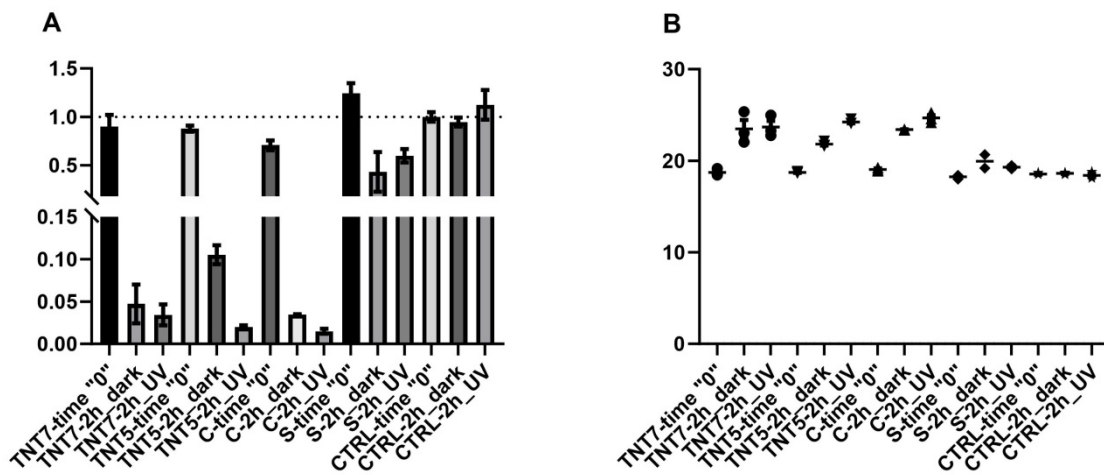 A
1.5
1.0
0.5
0.15
0.10
0.05
0.00
TNT7-time "0"
TNT7-2h_dark
TNT7-2h_UV
TNT5-time "0"
TNT5-2h_dark
TNT5-2h_UV
C-time "0"
C-2h_dark
C-2h_UV
S-time "0"
S-2h_dark
S-2h_UV
CTRL-time "0"
CTRL-2h_dark
CTRL-2h_UV
B
30
20
10
0
TNT7-time "0"
TNT7-2h_dark
TNT7-2h_UV
TNT5-time "0"
TNT5-2h_dark
TNT5-2h_UV
C-time "0"
C-2h_dark
C-2h_UV
S-time "0"
S-2h_dark
S-2h_UV
CTRL-time "0"
CTRL-2h_dark
CTRL-2h_UV